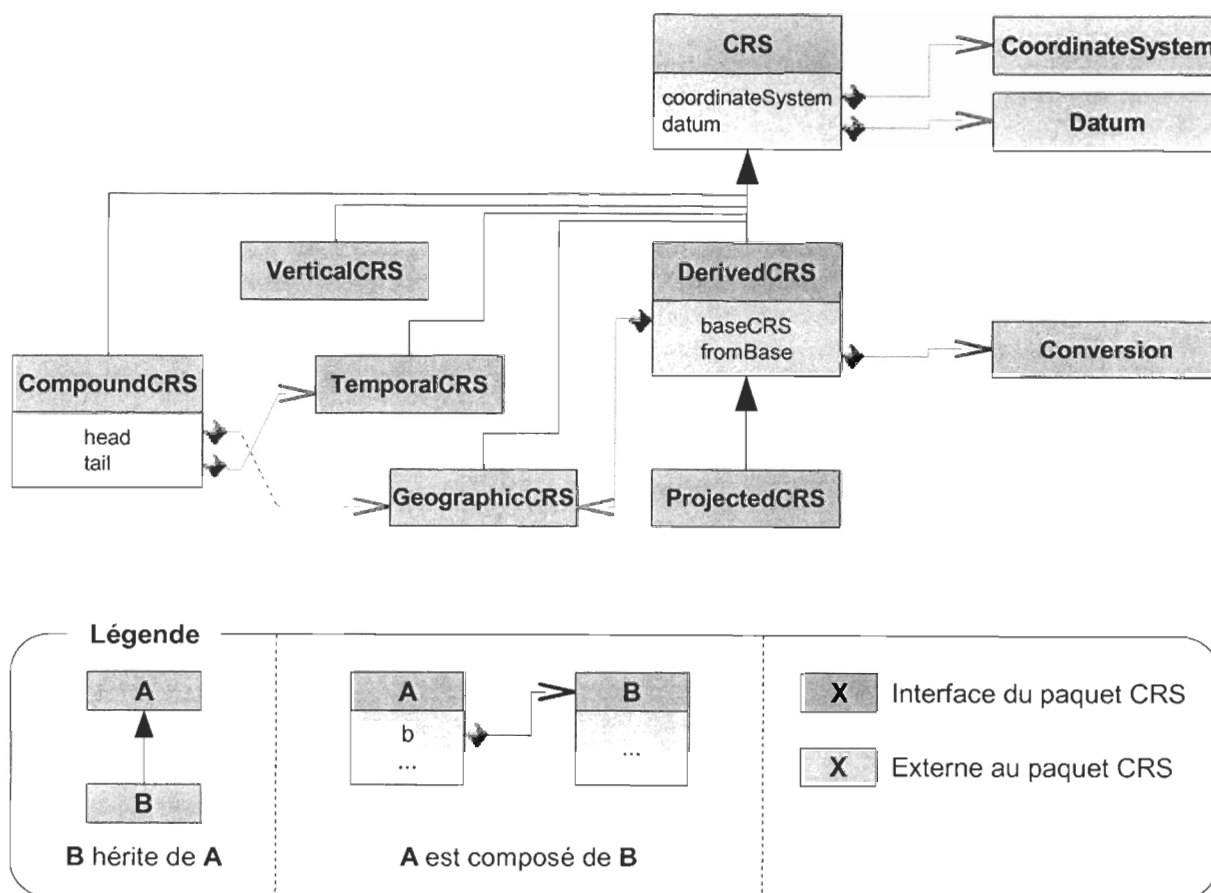 CRS
coordinateSystem
datum
CoordinateSystem
Datum
VerticalCRS
DerivedCRS
baseCRS
fromBase
Conversion
CompoundCRS
head
tail
TemporalCRS
GeographicCRS
ProjectedCRS
Légende
A
B
B hérite de A
A
b
...
B
...
A est composé de B
X Interface du paquet CRS
X Externe au paquet CRS